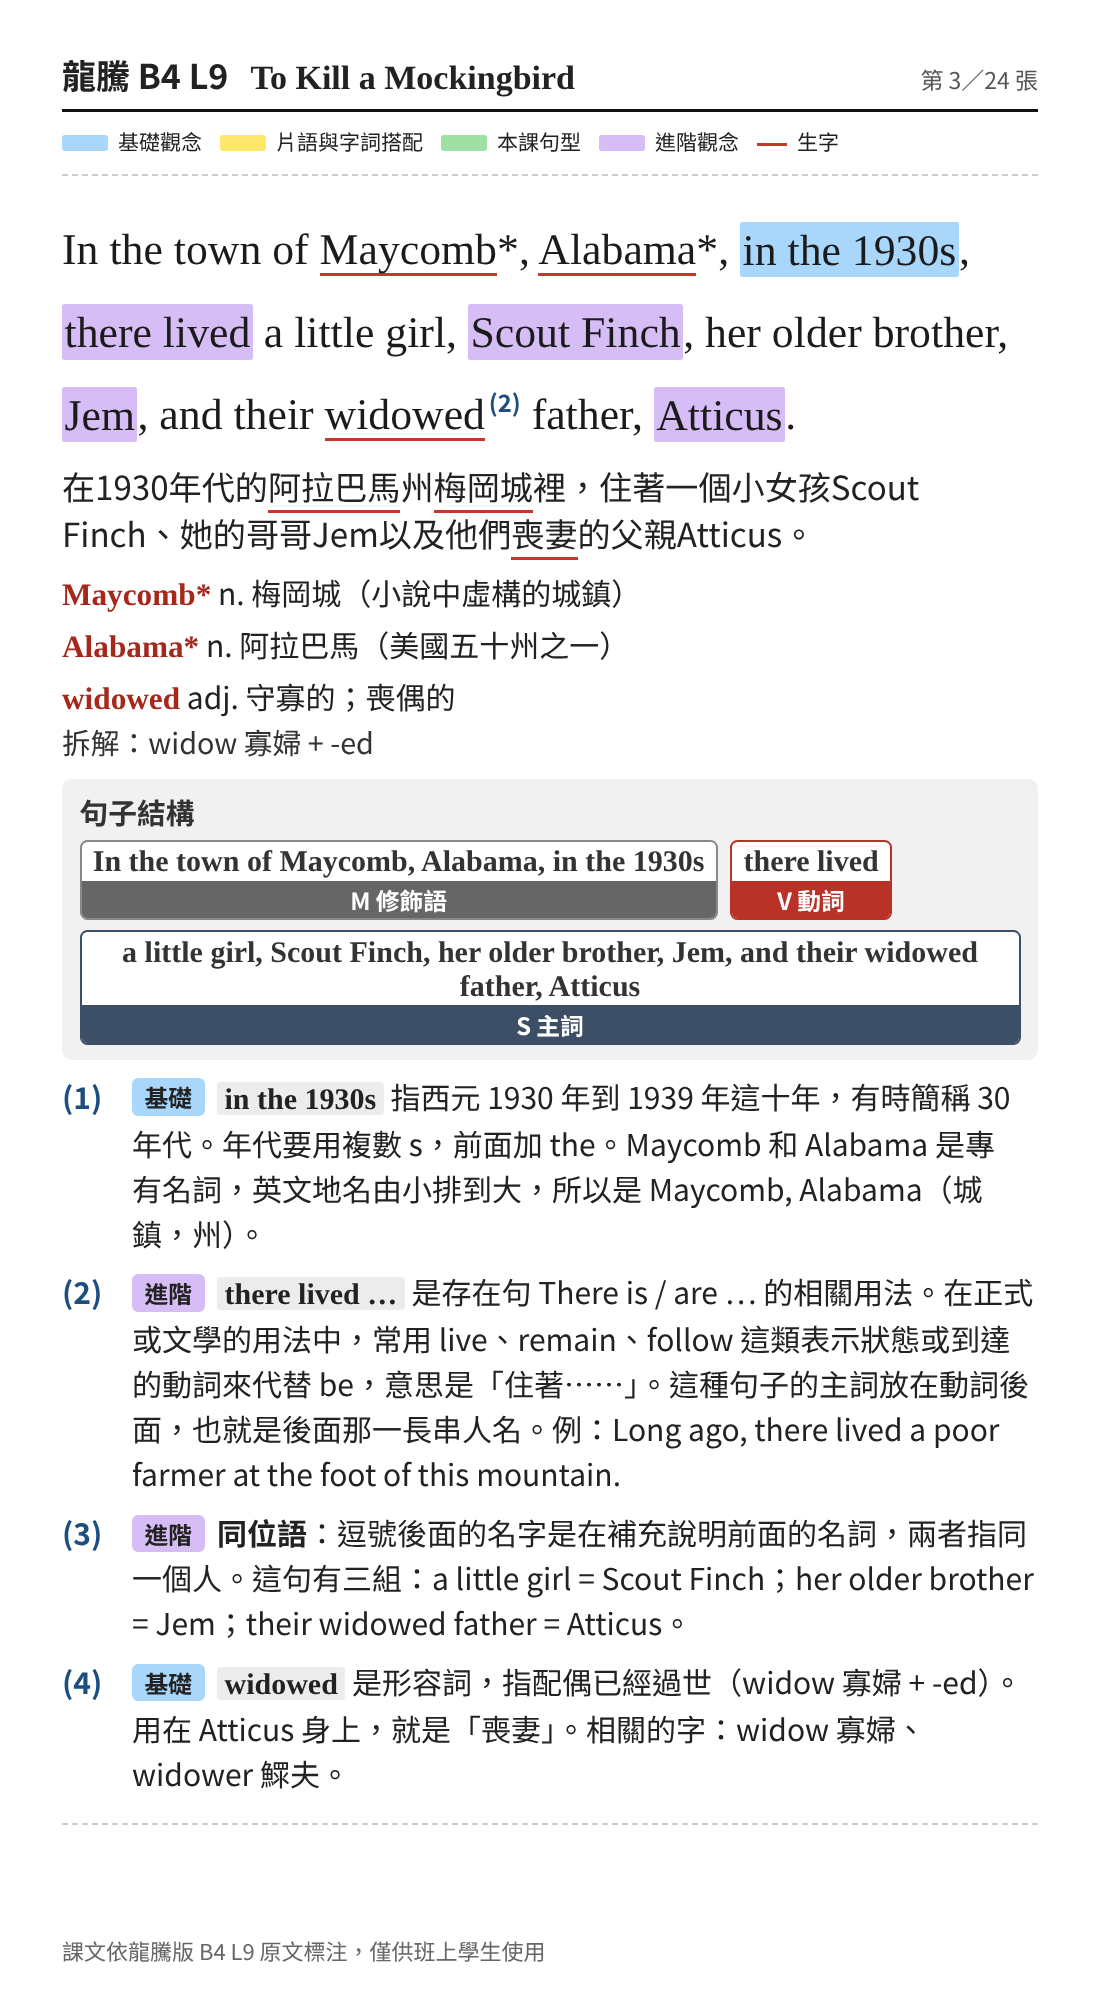 龍騰 B4 L9 To Kill a Mockingbird 第 3／24 張
基礎觀念 片語與字詞搭配 本課句型 進階觀念 生字
In the town of Maycomb*, Alabama*, in the 1930s,
there lived a little girl, Scout Finch, her older brother,
Jem, and their widowed(2) father, Atticus.
在1930年代的阿拉巴馬州梅岡城裡，住著一個小女孩Scout
Finch、她的哥哥Jem以及他們喪妻的父親Atticus。
Maycomb* n. 梅岡城（小說中虛構的城鎮）
Alabama* n. 阿拉巴馬（美國五十州之一）
widowed adj. 守寡的；喪偶的
拆解：widow 寡婦 + -ed
句子結構
In the town of Maycomb, Alabama, in the 1930s there lived
M 修飾語 V 動詞
a little girl, Scout Finch, her older brother, Jem, and their widowed
father, Atticus
S 主詞
(1) 基礎 in the 1930s 指西元 1930 年到 1939 年這十年，有時簡稱 30
年代。年代要用複數 s，前面加 the。Maycomb 和 Alabama 是專
有名詞，英文地名由小排到大，所以是 Maycomb, Alabama（城
鎮，州）。
(2) 進階 there lived … 是存在句 There is / are … 的相關用法。在正式
或文學的用法中，常用 live、remain、follow 這類表示狀態或到達
的動詞來代替 be，意思是「住著……」。這種句子的主詞放在動詞後
面，也就是後面那一長串人名。例：Long ago, there lived a poor
farmer at the foot of this mountain.
(3) 進階 同位語：逗號後面的名字是在補充說明前面的名詞，兩者指同
一個人。這句有三組：a little girl = Scout Finch；her older brother
= Jem；their widowed father = Atticus。
(4) 基礎 widowed 是形容詞，指配偶已經過世（widow 寡婦 + -ed）。
用在 Atticus 身上，就是「喪妻」。相關的字：widow 寡婦、
widower 鰥夫。
課文依龍騰版 B4 L9 原文標注，僅供班上學生使用